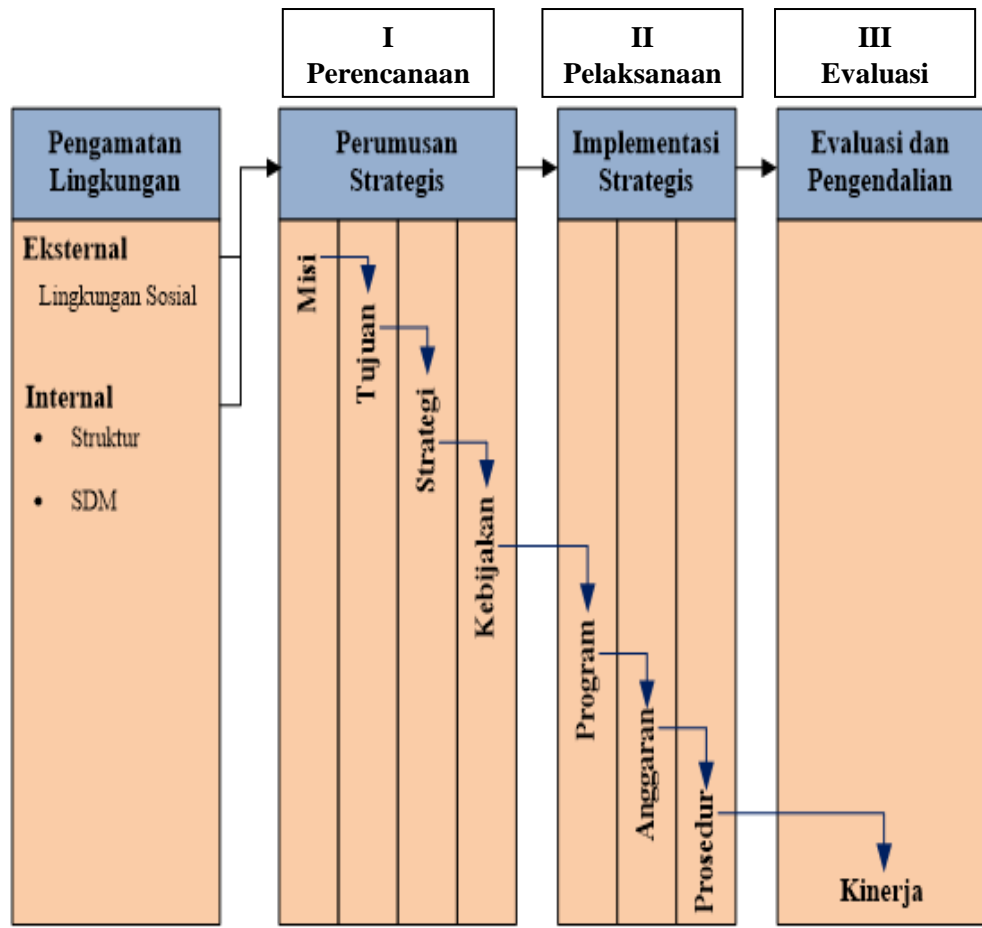 I
Perencanaan
II
Pelaksanaan
III
Evaluasi
Pengamatan
Lingkungan
Perumusan
Strategis
Implementasi
Strategis
Evaluasi dan
Pengendalian
Eksternal
Lingkungan Sosial
Internal
• Struktur
• SDM
Misi
Tujuan
Strategi
Kebijakan
Program
Anggaran
Prosedur
Kinerja